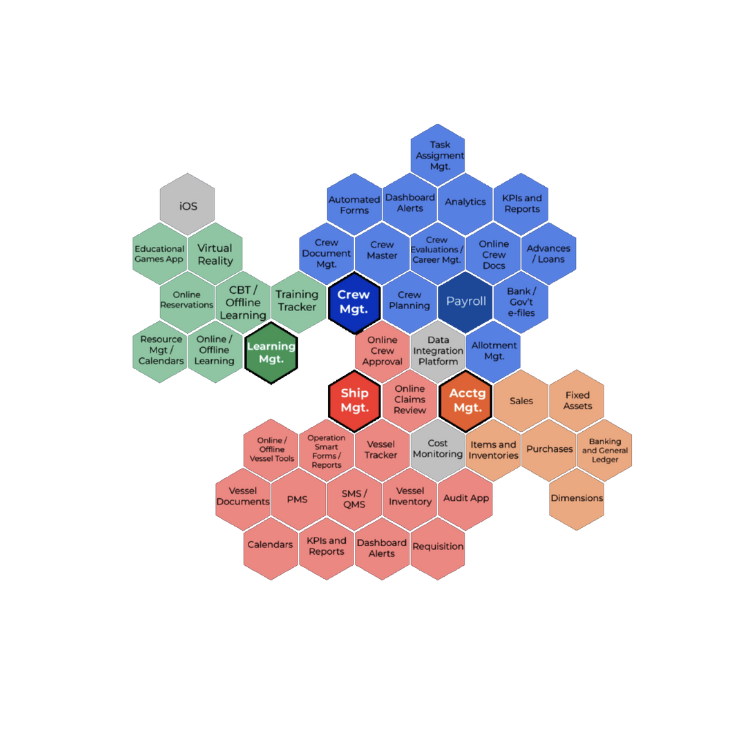 Task
Assigment
Mgt.
iOS
Automated
Forms
Dashboard
Alerts
Analytics
KPIs and
Reports
Educational
Games App
Virtual
Reality
Crew
Document
Mgt.
Crew
Master
Crew
Evaluations /
Career Mgt.
Online
Crew
Docs
Advances
/ Loans
Online
Reservations
CBT /
Offline
Learning
Training
Tracker
Crew
Mgt.
Crew
Planning
Payroll
Bank /
Gov't
e-files
Resource
Mgt /
Calendars
Online /
Offline
Learning
Learning
Mgt.
Online
Crew
Approval
Data
Integration
Platform
Allotment
Mgt.
Ship
Mgt.
Online
Claims
Review
Acctg
Mgt.
Sales
Fixed
Assets
Online /
Offline
Vessel Tools
Operation
Smart
Forms /
Reports
Vessel
Tracker
Cost
Monitoring
Items and
Inventories
Purchases
Banking
and General
Ledger
Vessel
Documents
PMS
SMS /
QMS
Vessel
Inventory
Audit App
Dimensions
Calendars
KPIs and
Reports
Dashboard
Alerts
Requisition